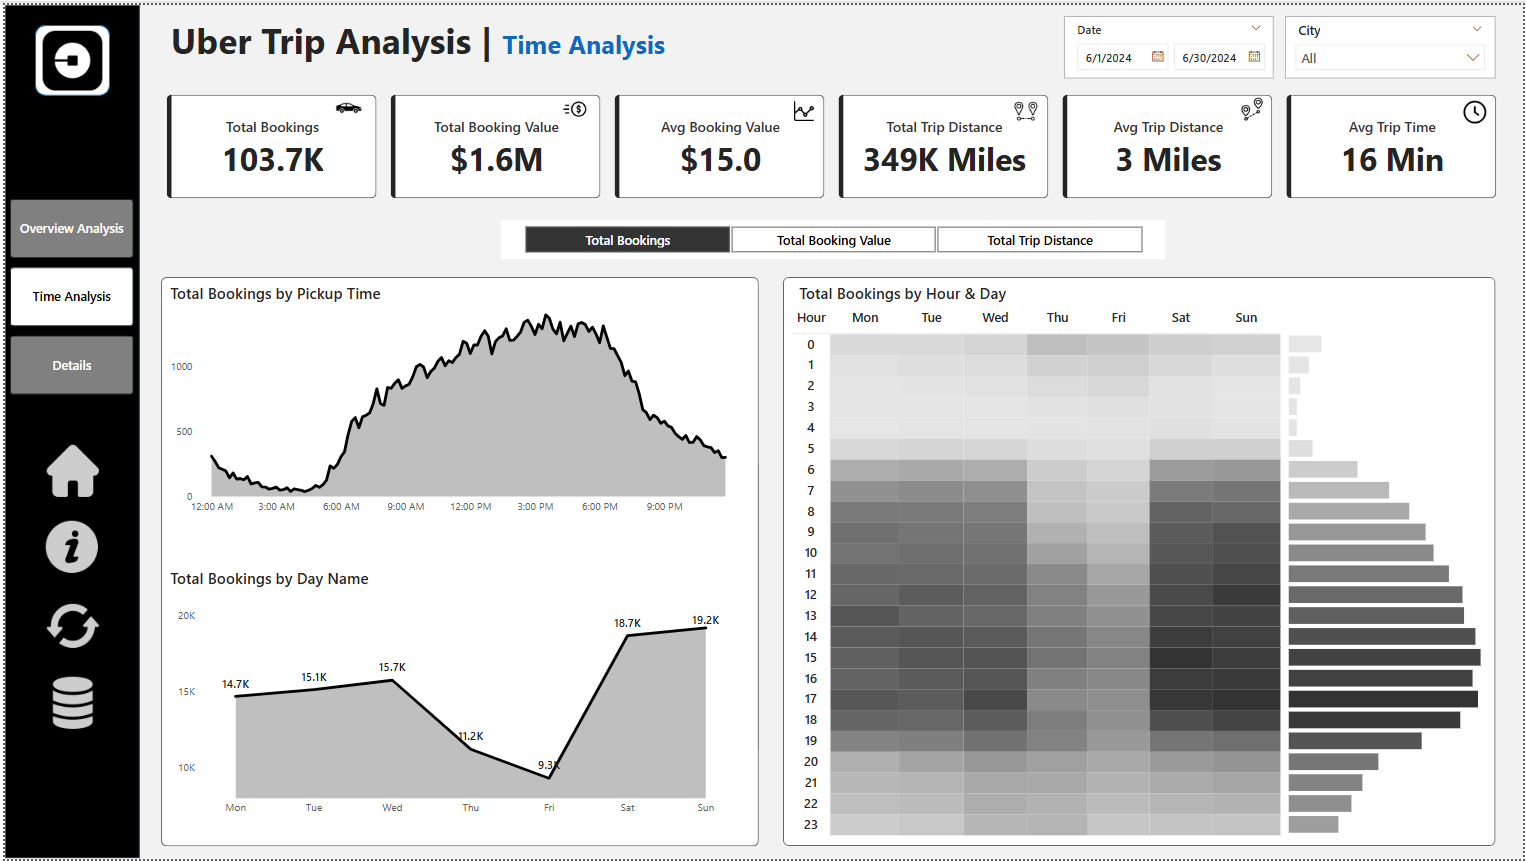 Uber Trip Analysis | Time Analysis
Date
6/1/2024 6/30/2024
City
All
Total Bookings
103.7K
Total Booking Value
$1.6M
Avg Booking Value
$15.0
Total Trip Distance
349K Miles
Avg Trip Distance
3 Miles
Avg Trip Time
16 Min
Overview Analysis
Time Analysis
Details
Total Bookings Total Booking Value Total Trip Distance
Total Bookings by Pickup Time
1000
500
0
12:00 AM 3:00 AM 6:00 AM 9:00 AM 12:00 PM 3:00 PM 6:00 PM 9:00 PM
Total Bookings by Day Name
20K
15K
10K
14.7K 15.1K 15.7K 11.2K 9.3K 18.7K 19.2K
Mon Tue Wed Thu Fri Sat Sun
Total Bookings by Hour & Day
Hour Mon Tue Wed Thu Fri Sat Sun
0
1
2
3
4
5
6
7
8
9
10
11
12
13
14
15
16
17
18
19
20
21
22
23